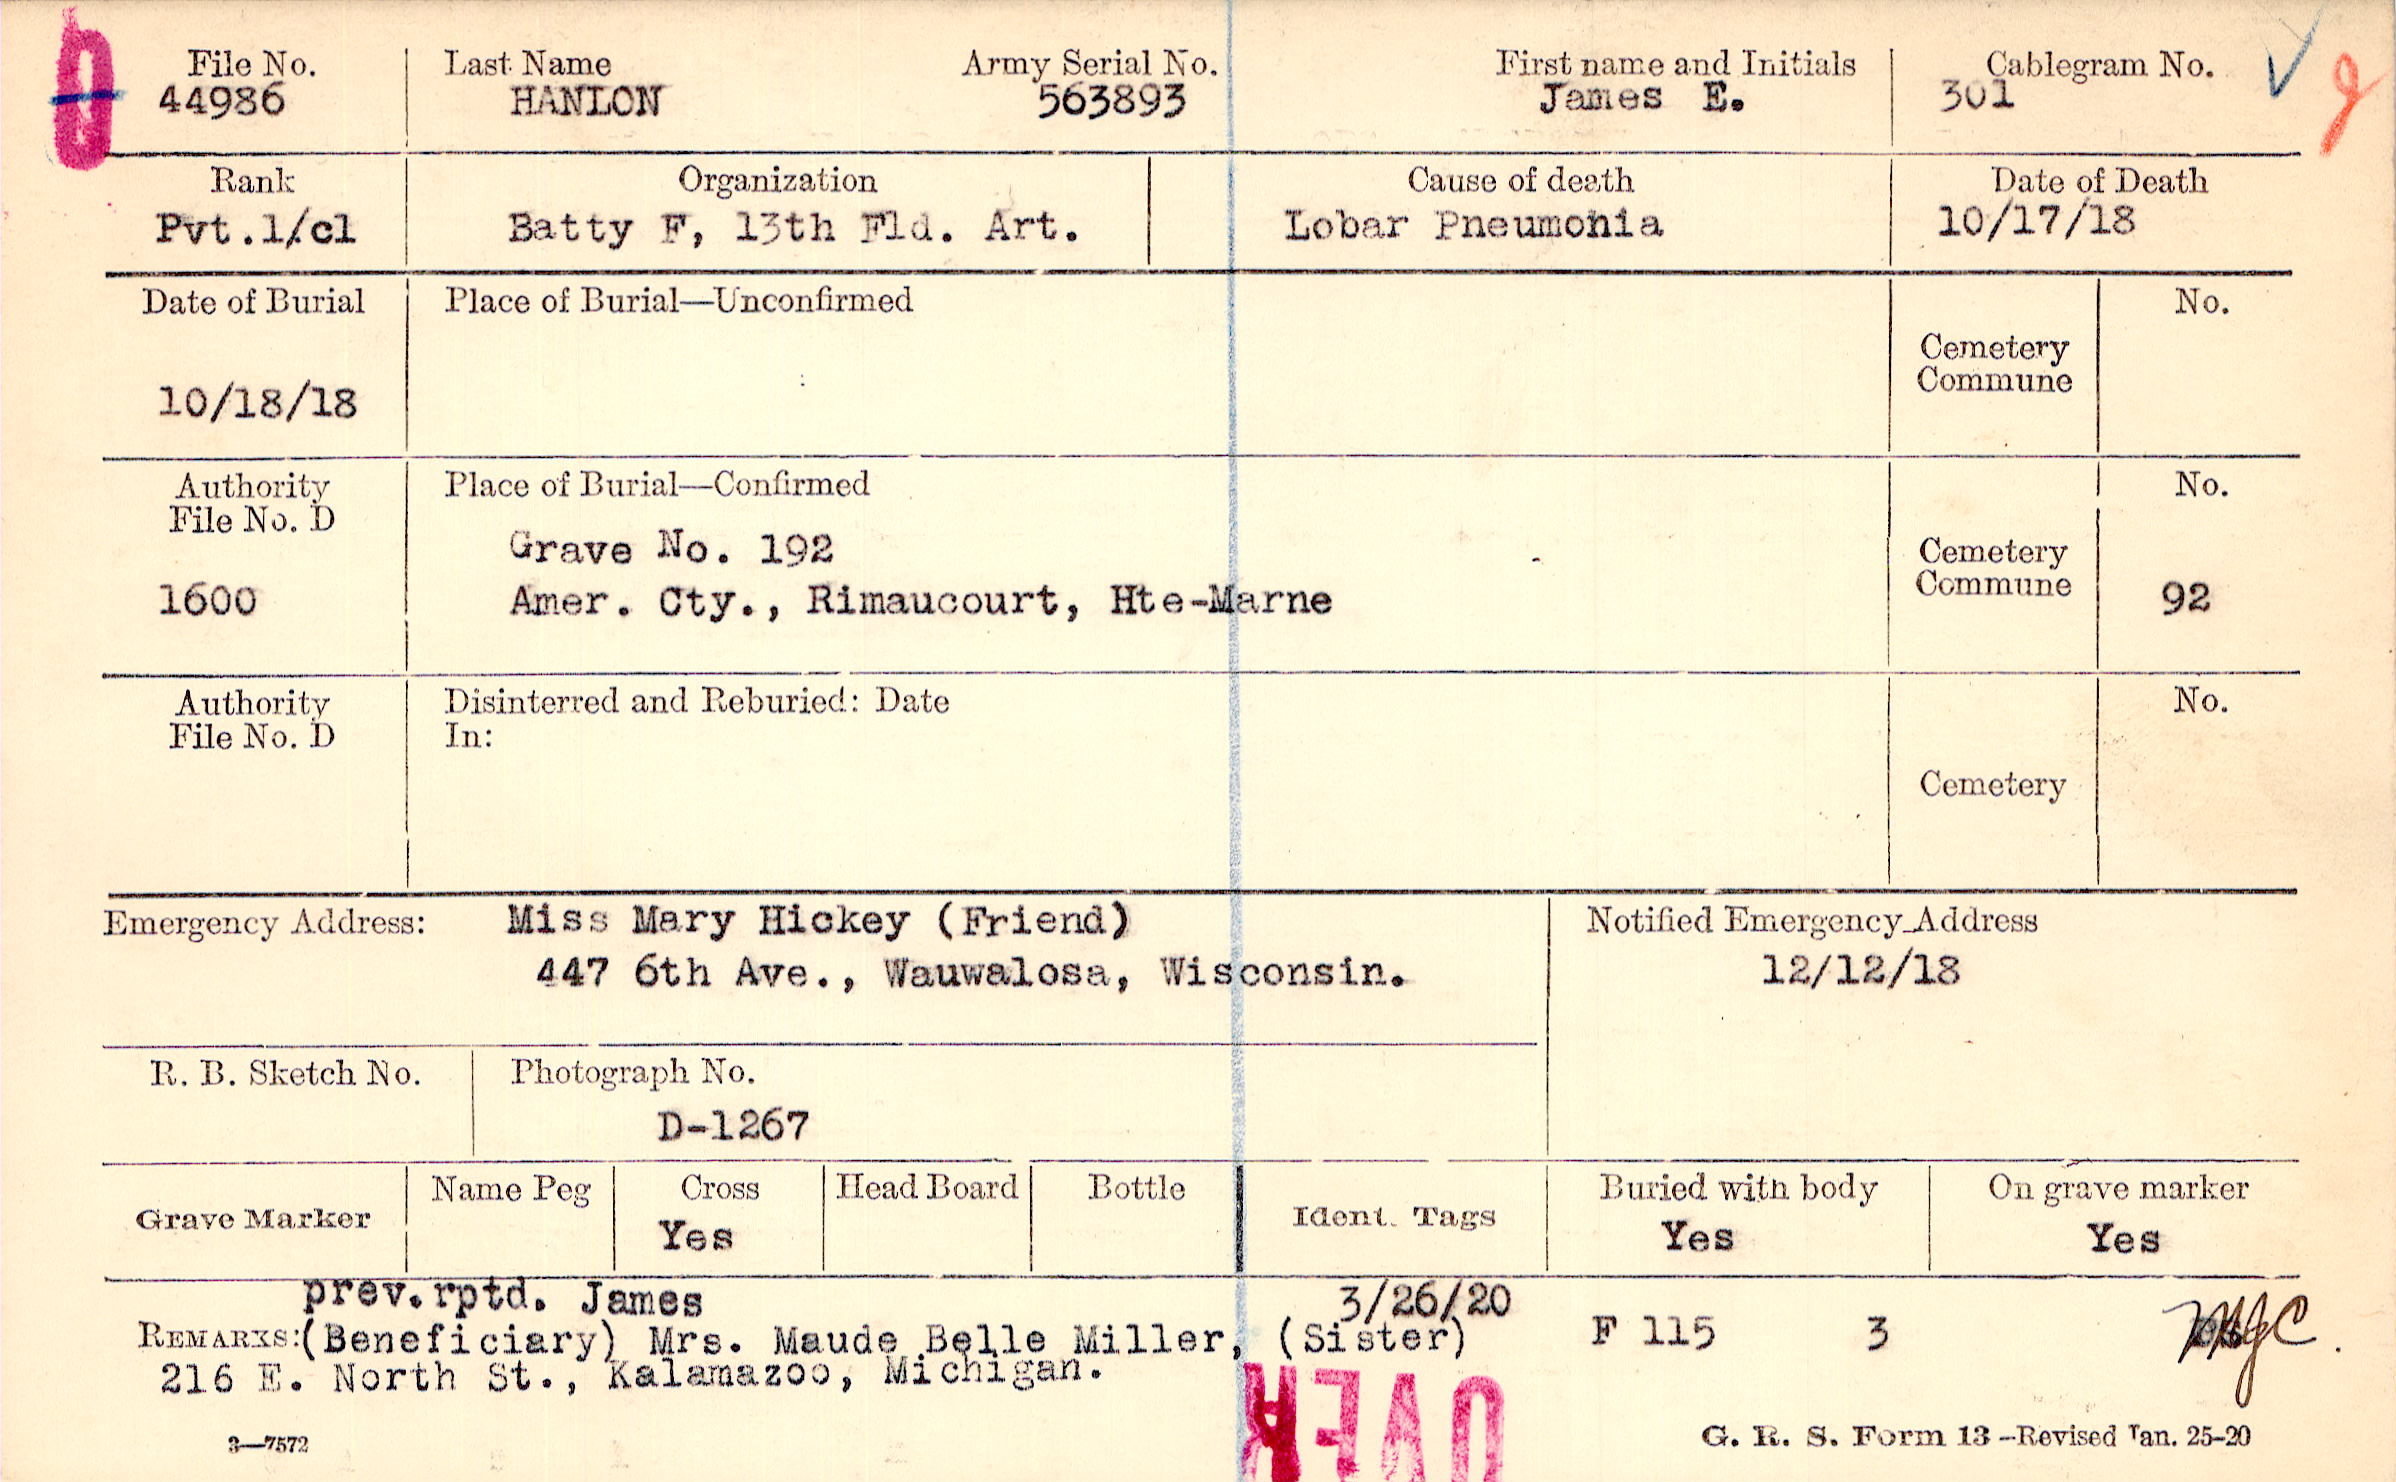 File No. Last Name Army Serial No. First name and Initials Cablegram No.
44986 HANLON 563893 James E. 301
Rank Organization Cause of death Date of Death
Pvt.1/cl Batty F, 13th Fld. Art. Lobar Pneumonia 10/17/18
Date of Burial Place of Burial—Unconfirmed No.
Cemetery
Commune
10/18/18
Authority Place of Burial—Confirmed No.
File No. D
Grave No. 192 Cemetery
Commune
1600 Amer. Cty., Rimaucourt, Hte-Marne 92
Authority Disinterred and Reburied: Date No.
File No. D In:
Cemetery
Emergency Address: Miss Mary Hickey (Friend) Notified Emergency Address
447 6th Ave., Wauwalosa, Wisconsin. 12/12/18
R. B. Sketch No. Photograph No.
D-1267
Grave Marker Name Peg Cross Head Board Bottle Ident. Tags Buried with body On grave marker
Yes Yes Yes
prev.rptd. James 3/26/20
REMARKS:(Beneficiary) Mrs. Maude Belle Miller, (Sister) F 115 3
216 E. North St., Kalamazoo, Michigan.
OVER
3—7572 G. R. S. Form 13—Revised Jan. 25-20